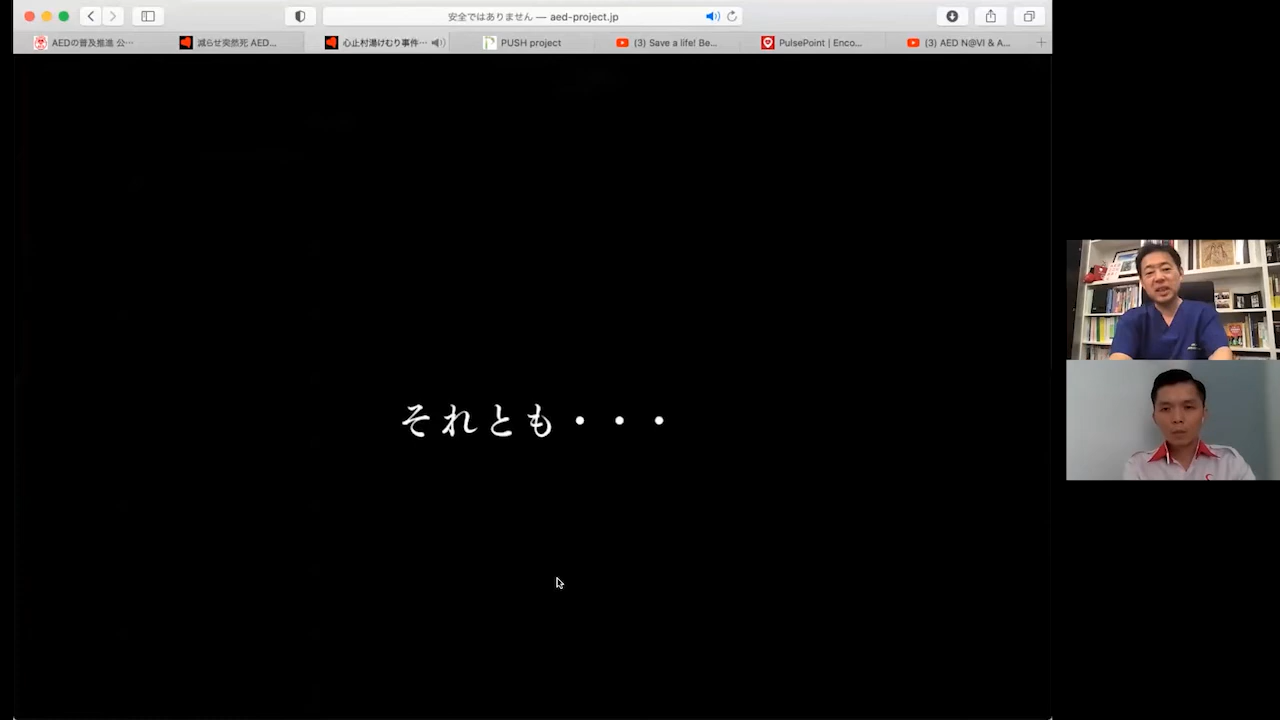 安全ではありません — aed-project.jp
AEDの普及推進 公…
減らせ突然死 AED...
心止村湯けむり事件…
PUSH project
(3) Save a life! Be...
PulsePoint | Enco...
(3) AED N@VI & A...
それとも・・・